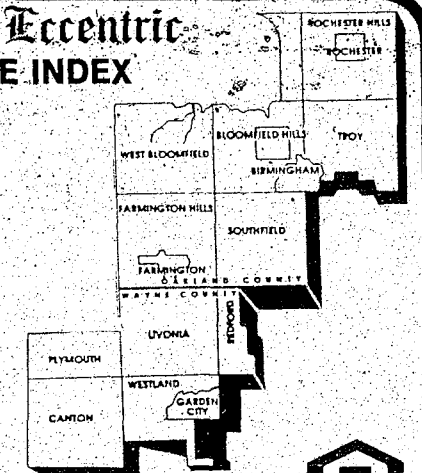 Eccentric
E INDEX
ROCHESTER HILLS
ROCHESTER
BLOOMFIELD HILLS
TROY
WEST BLOOMFIELD
BIRMINGHAM
FARMINGTON HILLS
SOUTHFIELD
FARMINGTON
OAKLAND COUNTY
WAYNE COUNTY
LIVONIA
REDFORD
PLYMOUTH
WESTLAND
GARDEN
CITY
CANTON